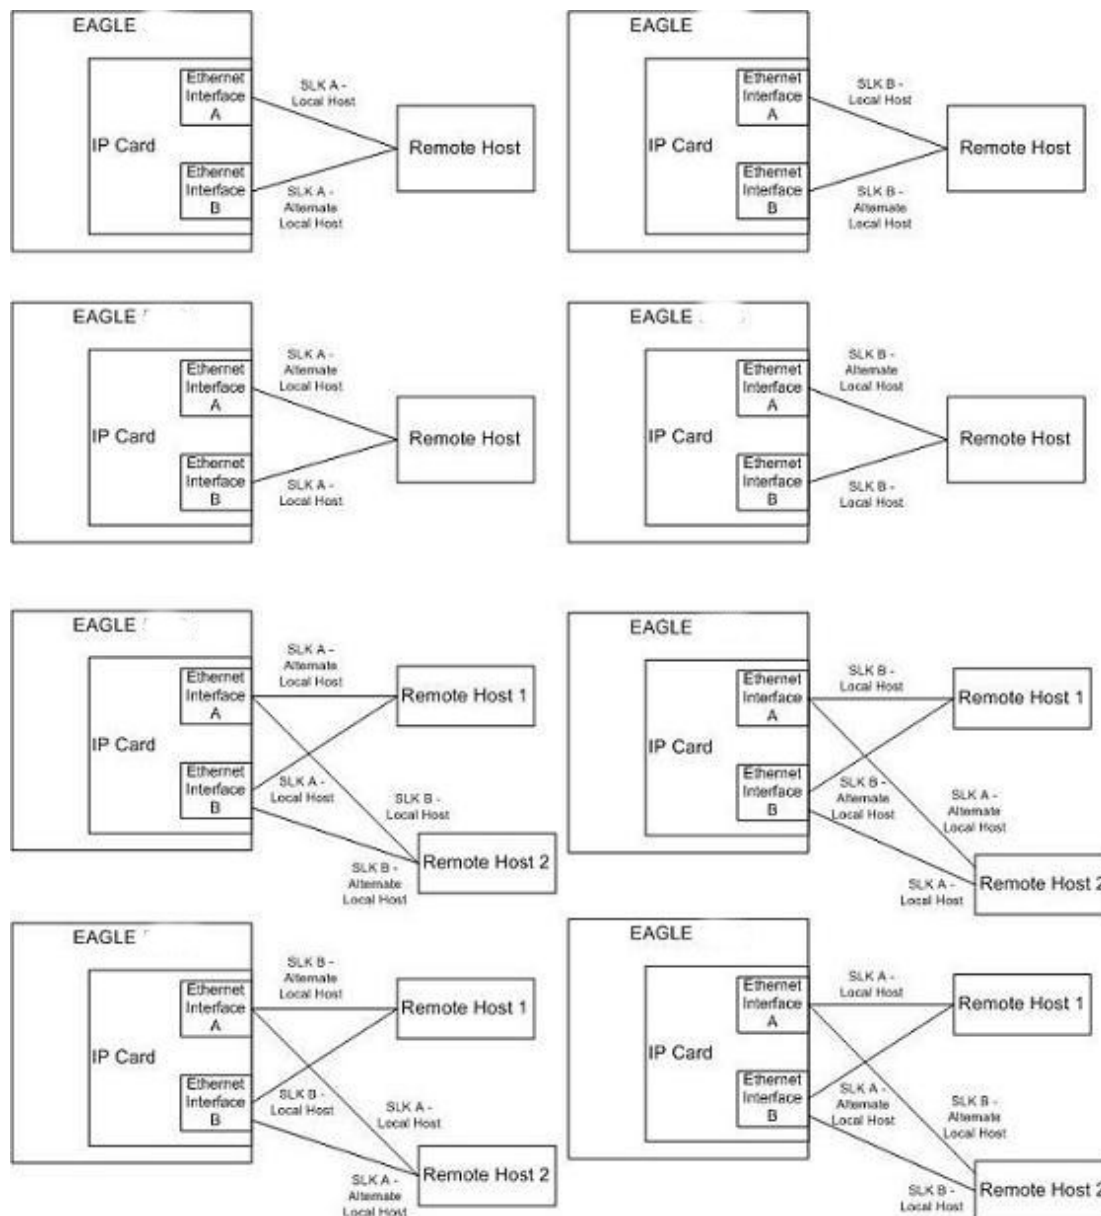 EAGLE
Ethernet
Interface
A
IP Card
Ethernet
Interface
B
SLK A -
Local Host
SLK A -
Alternate
Local Host
Remote Host
EAGLE
Ethernet
Interface
A
IP Card
Ethernet
Interface
B
SLK B -
Local Host
SLK B -
Alternate
Local Host
Remote Host
EAGLE
Ethernet
Interface
A
IP Card
Ethernet
Interface
B
SLK A -
Alternate
Local Host
SLK A -
Local Host
Remote Host
EAGLE
Ethernet
Interface
A
IP Card
Ethernet
Interface
B
SLK B -
Alternate
Local Host
SLK B -
Local Host
Remote Host
EAGLE
Ethernet
Interface
A
IP Card
Ethernet
Interface
B
SLK A -
Alternate
Local Host
Remote Host 1
SLK A -
Local Host
SLK B -
Local Host
SLK B -
Alternate
Local Host
Remote Host 2
EAGLE
Ethernet
Interface
A
IP Card
Ethernet
Interface
B
SLK B -
Local Host
Remote Host 1
SLK B -
Alternate
Local Host
SLK A -
Alternate
Local Host
SLK A -
Local Host
Remote Host 2
EAGLE
Ethernet
Interface
A
IP Card
Ethernet
Interface
B
SLK B -
Alternate
Local Host
Remote Host 1
SLK B -
Local Host
SLK A -
Local Host
SLK A -
Alternate
Local Host
Remote Host 2
EAGLE
Ethernet
Interface
A
IP Card
Ethernet
Interface
B
SLK A -
Local Host
Remote Host 1
SLK A -
Alternate
Local Host
SLK B -
Alternate
Local Host
SLK B -
Local Host
Remote Host 2